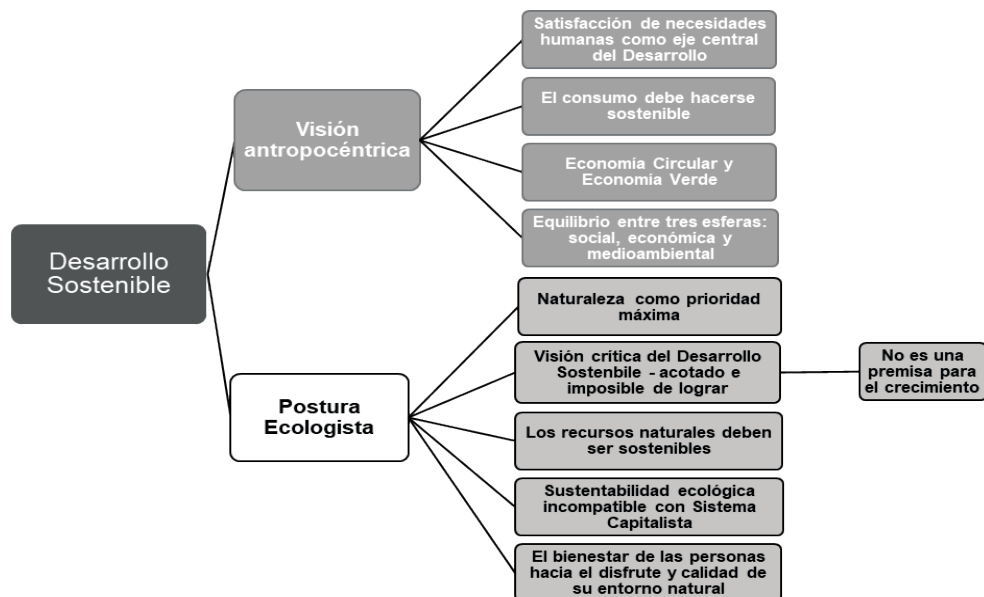 Desarrollo
Sostenible
Visión
antropocéntrica
Satisfacción de necesidades
humanas como eje central
del Desarrollo
El consumo debe hacerse
sostenible
Economía Circular y
Economía Verde
Equilibrio entre tres esferas:
social, económica y
medioambiental
Postura
Ecologista
Naturaleza como prioridad
máxima
Visión crítica del Desarrollo
Sostenbile - acotado e
imposible de lograr
No es una
premisa para
el crecimiento
Los recursos naturales deben
ser sostenibles
Sustentabilidad ecológica
incompatible con Sistema
Capitalista
El bienestar de las personas
hacia el disfrute y calidad de
su entorno natural